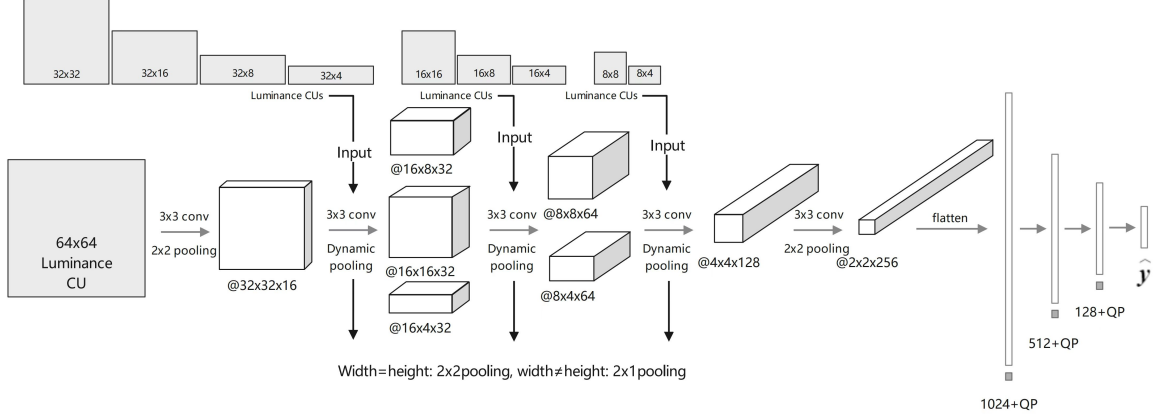 32x32
32x16
32x8
32x4
16x16
16x8
16x4
8x8
8x4
Luminance CUs
Luminance CUs
Luminance CUs
Input
Input
Input
64x64
Luminance
CU
3x3 conv
2x2 pooling
@32x32x16
3x3 conv
Dynamic
pooling
@16x8x32
@16x16x32
@16x4x32
3x3 conv
Dynamic
pooling
@8x8x64
@8x4x64
3x3 conv
Dynamic
pooling
@4x4x128
3x3 conv
2x2 pooling
@2x2x256
flatten
1024+QP
512+QP
128+QP
ŷ
Width=height: 2x2pooling, width≠height: 2x1pooling